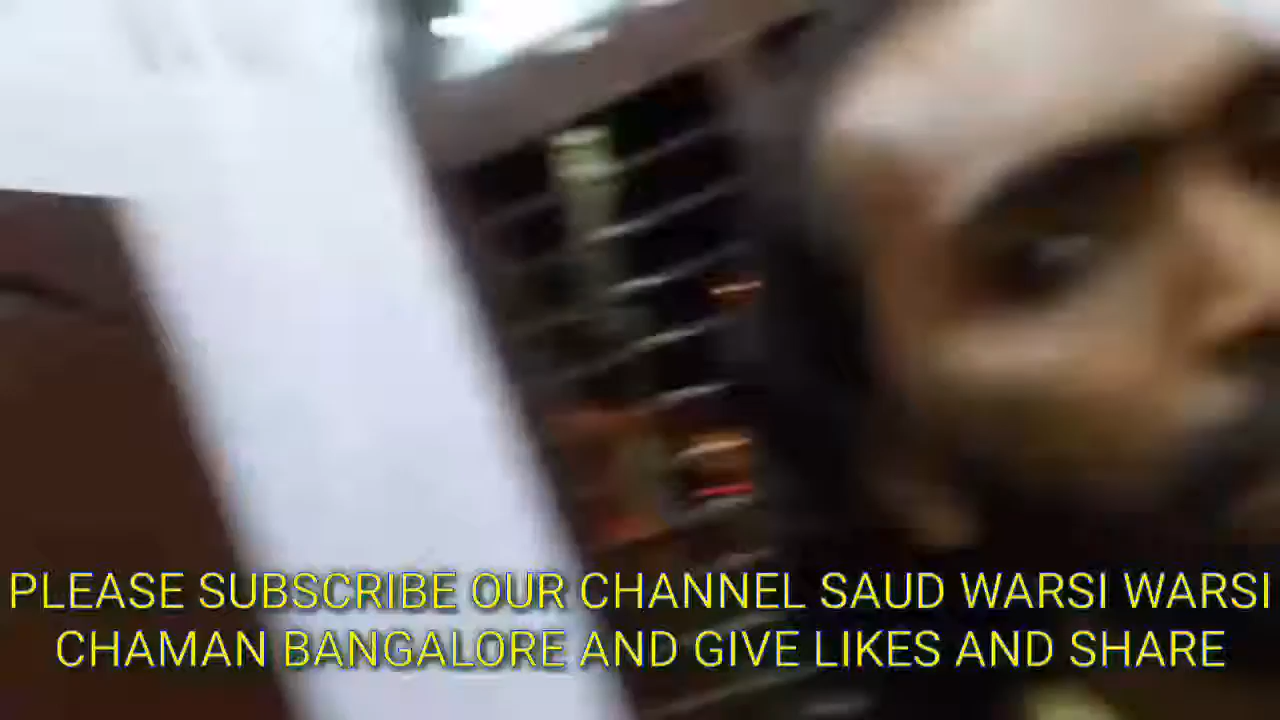 PLEASE SUBSCRIBE OUR CHANNEL SAUD WARSI WARSI
CHAMAN BANGALORE AND GIVE LIKES AND SHARE